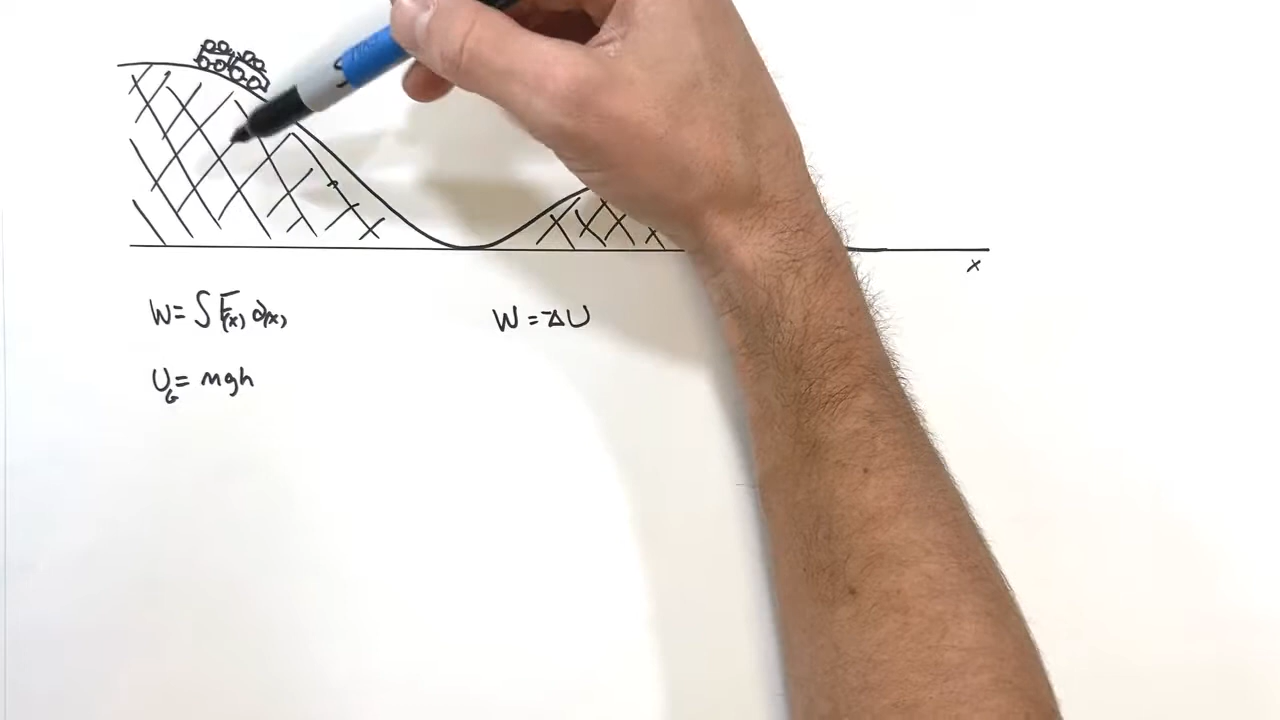 x
W = ∫ F(x) d(x)
W = -ΔU
U_G = mgh